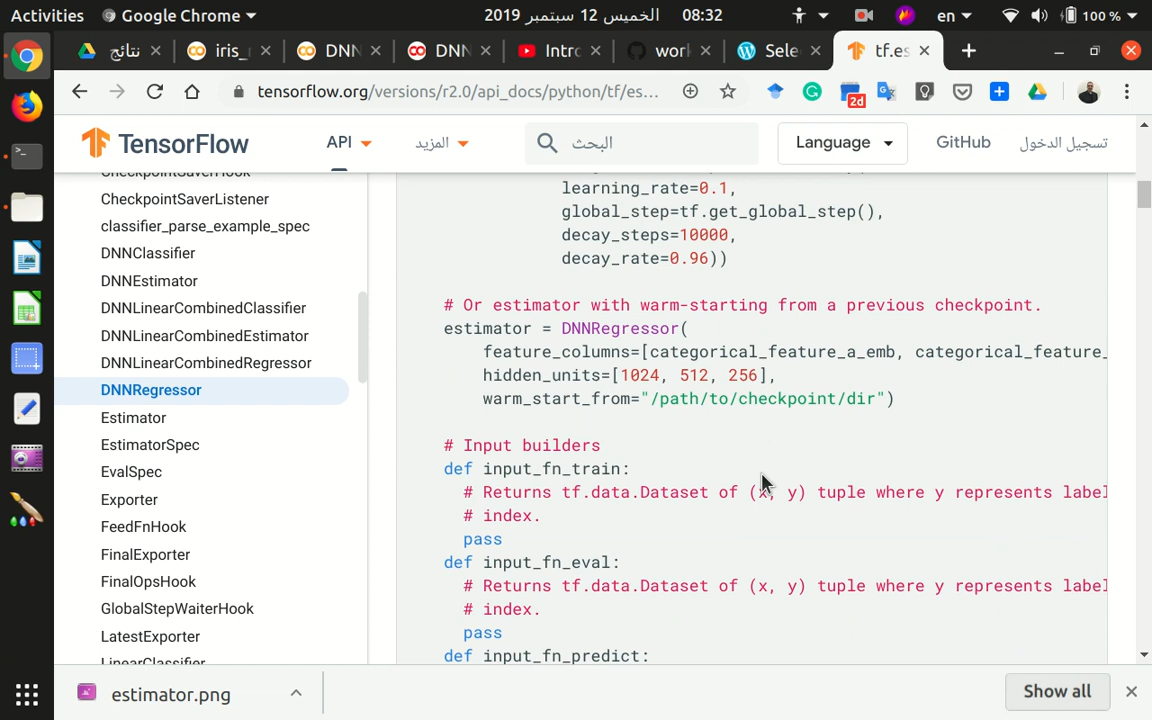 Activities
Google Chrome
الخميس 12 سبتمبر 2019
08:32
en
100 %
نتائج
iris_
DNN
DNN
Intro
work
Sele
tf.es
tensorflow.org/versions/r2.0/api_docs/python/tf/es...
2d
TensorFlow
API
المزيد
البحث
Language
GitHub
تسجيل الدخول
CheckpointSaverHook
CheckpointSaverListener
classifier_parse_example_spec
DNNClassifier
DNNEstimator
DNNLinearCombinedClassifier
DNNLinearCombinedEstimator
DNNLinearCombinedRegressor
DNNRegressor
Estimator
EstimatorSpec
EvalSpec
Exporter
FeedFnHook
FinalExporter
FinalOpsHook
GlobalStepWaiterHook
LatestExporter
LinearClassifier
learning_rate=0.1,
global_step=tf.get_global_step(),
decay_steps=10000,
decay_rate=0.96))
# Or estimator with warm-starting from a previous checkpoint.
estimator = DNNRegressor(
feature_columns=[categorical_feature_a_emb, categorical_feature_
hidden_units=[1024, 512, 256],
warm_start_from="/path/to/checkpoint/dir")
# Input builders
def input_fn_train:
# Returns tf.data.Dataset of (x, y) tuple where y represents label
# index.
pass
def input_fn_eval:
# Returns tf.data.Dataset of (x, y) tuple where y represents label
# index.
pass
def input_fn_predict:
estimator.png
Show all